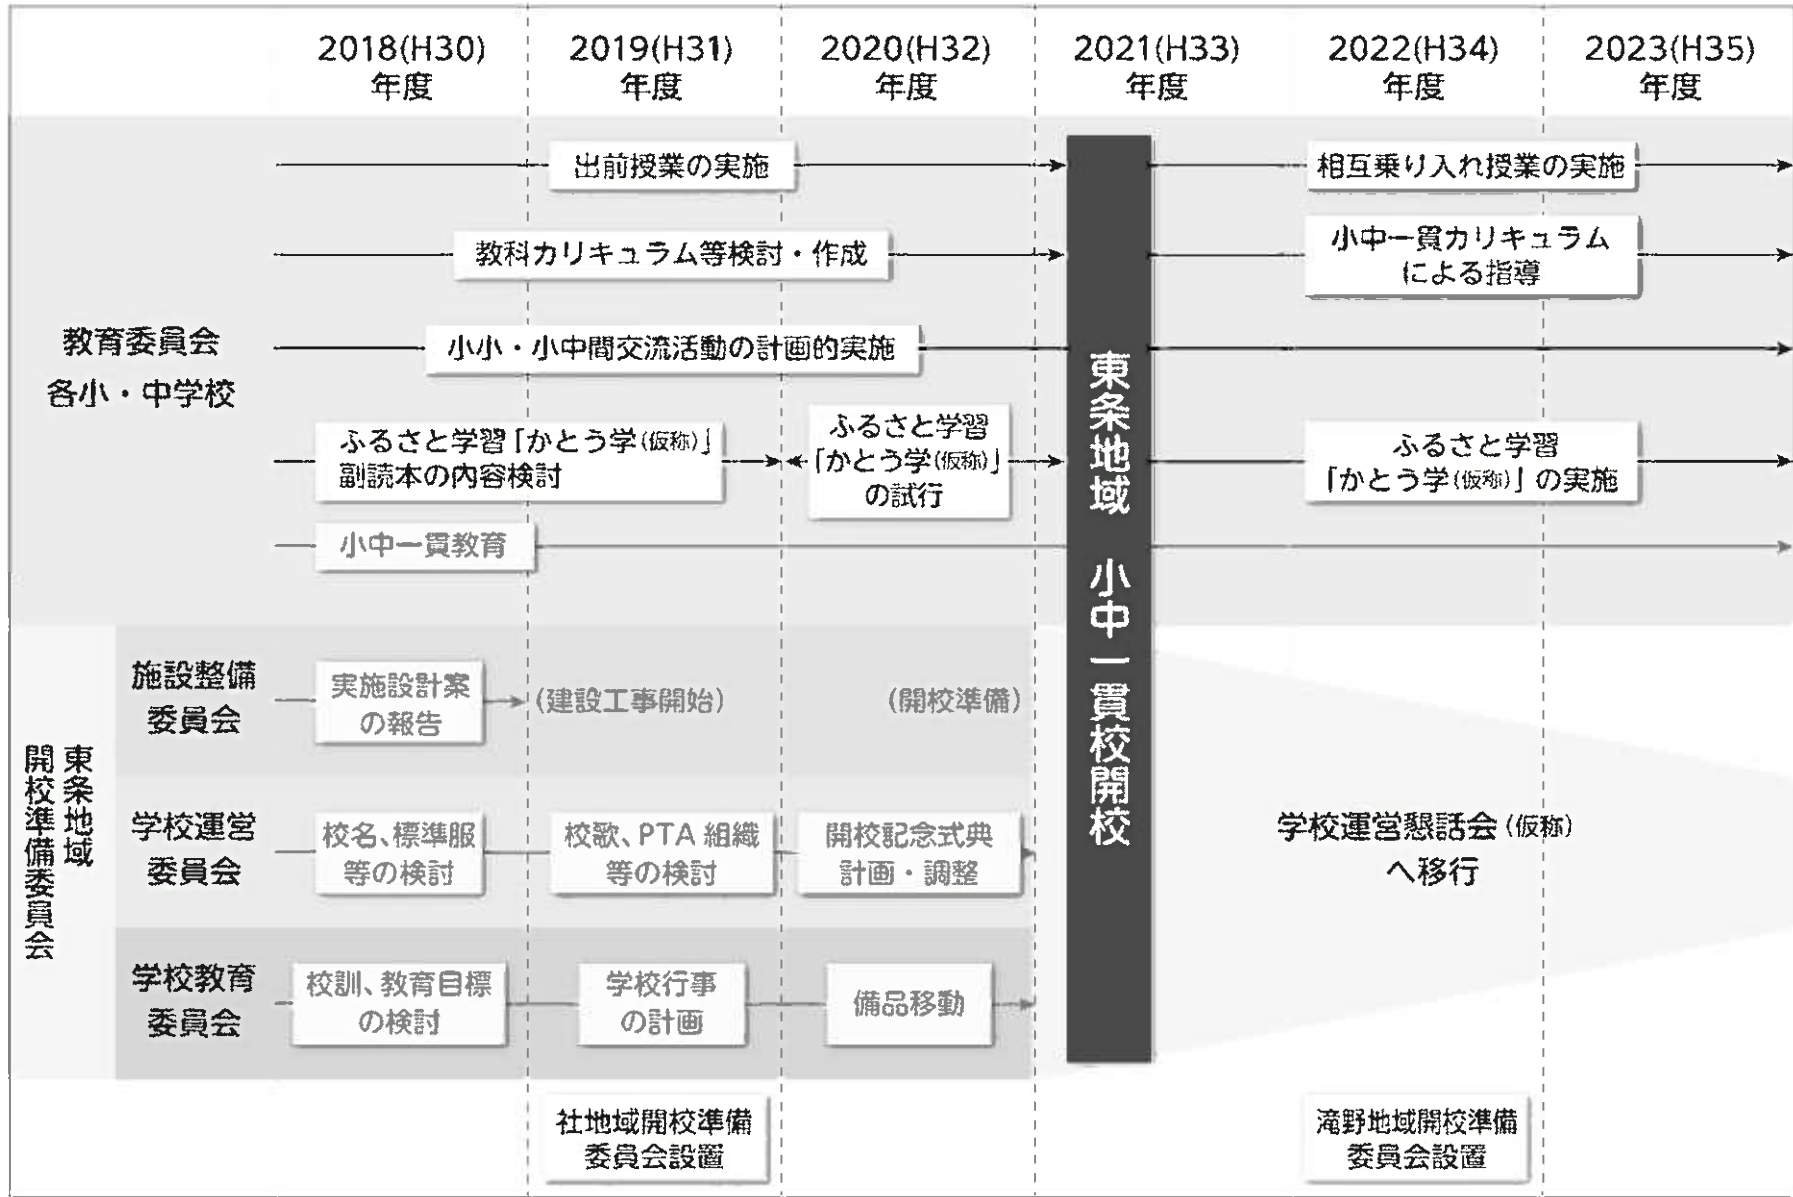 2018(H30)
年度
2019(H31)
年度
2020(H32)
年度
2021(H33)
年度
2022(H34)
年度
2023(H35)
年度
教育委員会
各小・中学校
出前授業の実施
相互乗り入れ授業の実施
教科カリキュラム等検討・作成
小中一貫カリキュラム
による指導
小小・小中間交流活動の計画的実施
ふるさと学習「かとう学(仮称)」
副読本の内容検討
ふるさと学習
「かとう学(仮称)」
の試行
ふるさと学習
「かとう学(仮称)」の実施
小中一貫教育
東条地域 小中一貫校開校
東条地域
開校準備委員会
施設整備
委員会
実施設計案
の報告
(建設工事開始)
(開校準備)
学校運営
委員会
校名、標準服
等の検討
校歌、PTA 組織
等の検討
開校記念式典
計画・調整
学校運営懇話会(仮称)
へ移行
学校教育
委員会
校訓、教育目標
の検討
学校行事
の計画
備品移動
社地域開校準備
委員会設置
滝野地域開校準備
委員会設置